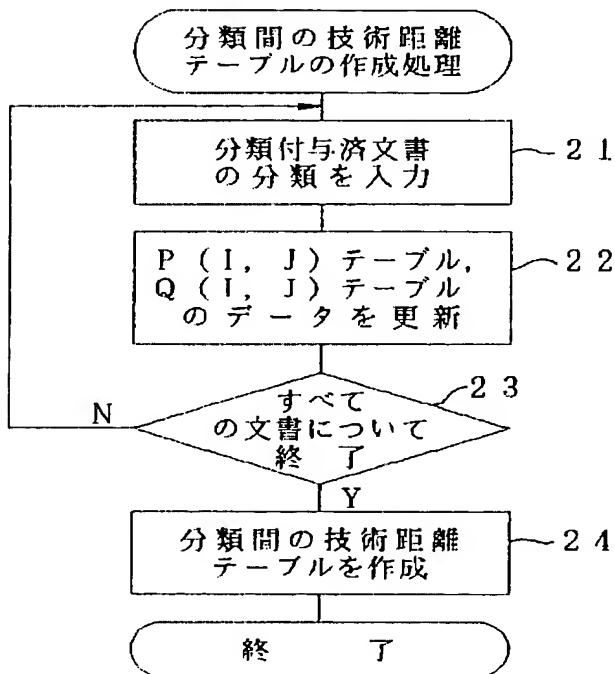 分類間の技術距離
テーブルの作成処理
分類付与済文書
の分類を入力
21
P(I, J)テーブル,
Q(I, J)テーブル
のデータを更新
22
すべて
の文書について
終了
23
N
Y
分類間の技術距離
テーブルを作成
24
終了